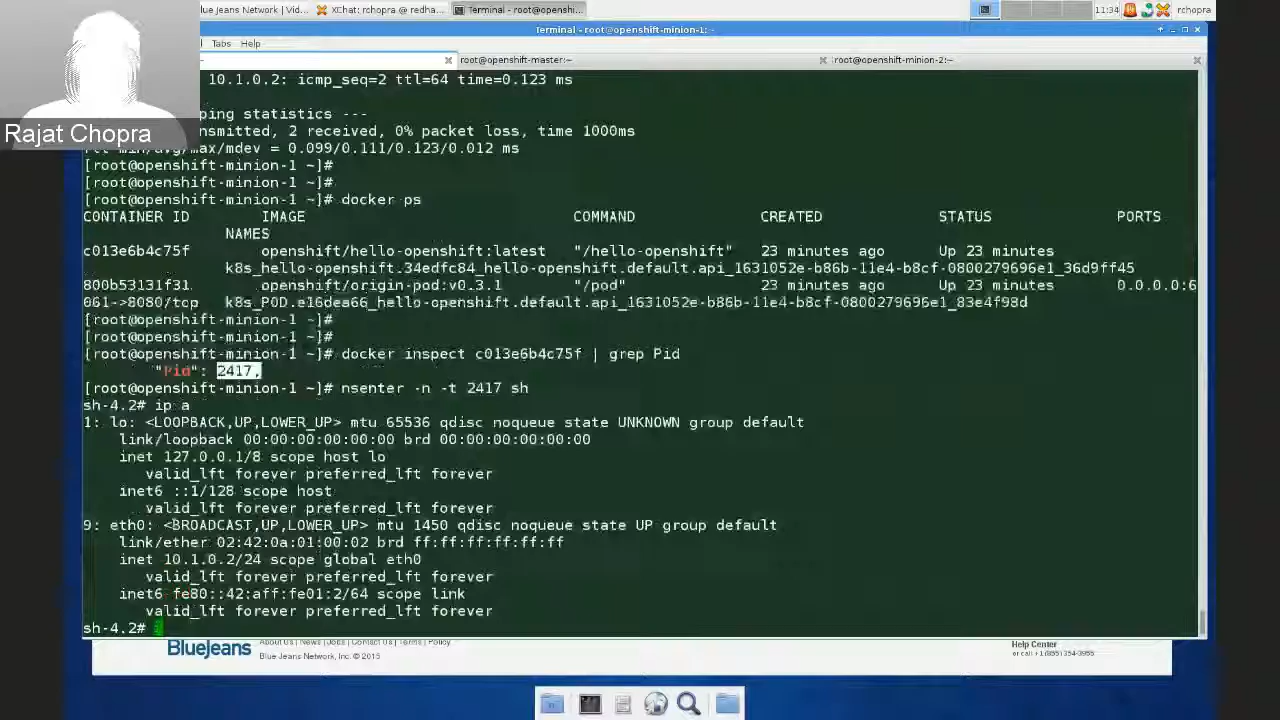 Blue Jeans Network | Vid... XChat: rchopra @ redha... Terminal - root@openshi... 11:34 rchopra
Terminal - root@openshift-minion-1: ~
Tabs Help
root@openshift-master:~ root@openshift-minion-2:~
10.1.0.2: icmp_seq=2 ttl=64 time=0.123 ms
ping statistics ---
Rajat Chopra
nsmitted, 2 received, 0% packet loss, time 1000ms
rtt min/avg/max/mdev = 0.099/0.111/0.123/0.012 ms
[root@openshift-minion-1 ~]#
[root@openshift-minion-1 ~]#
[root@openshift-minion-1 ~]# docker ps
CONTAINER ID IMAGE COMMAND CREATED STATUS PORTS
NAMES
c013e6b4c75f openshift/hello-openshift:latest "/hello-openshift" 23 minutes ago Up 23 minutes
k8s_hello-openshift.34edfc84_hello-openshift.default.api_1631052e-b86b-11e4-b8cf-0800279696e1_36d9ff45
800b53131f31 openshift/origin-pod:v0.3.1 "/pod" 23 minutes ago Up 23 minutes 0.0.0.0:6
061->8080/tcp k8s_POD.e16dea66_hello-openshift.default.api_1631052e-b86b-11e4-b8cf-0800279696e1_83e4f98d
[root@openshift-minion-1 ~]#
[root@openshift-minion-1 ~]#
[root@openshift-minion-1 ~]# docker inspect c013e6b4c75f | grep Pid
"Pid": 2417,
[root@openshift-minion-1 ~]# nsenter -n -t 2417 sh
sh-4.2# ip a
1: lo: <LOOPBACK,UP,LOWER_UP> mtu 65536 qdisc noqueue state UNKNOWN group default
link/loopback 00:00:00:00:00:00 brd 00:00:00:00:00:00
inet 127.0.0.1/8 scope host lo
valid_lft forever preferred_lft forever
inet6 ::1/128 scope host
valid_lft forever preferred_lft forever
9: eth0: <BROADCAST,UP,LOWER_UP> mtu 1450 qdisc noqueue state UP group default
link/ether 02:42:0a:01:00:02 brd ff:ff:ff:ff:ff:ff
inet 10.1.0.2/24 scope global eth0
valid_lft forever preferred_lft forever
inet6 fe80::42:aff:fe01:2/64 scope link
valid_lft forever preferred_lft forever
sh-4.2#
About Us | News | Jobs | Contact Us | Terms | Policy
BlueJeans Help Center
Blue Jeans Network, Inc. © 2015